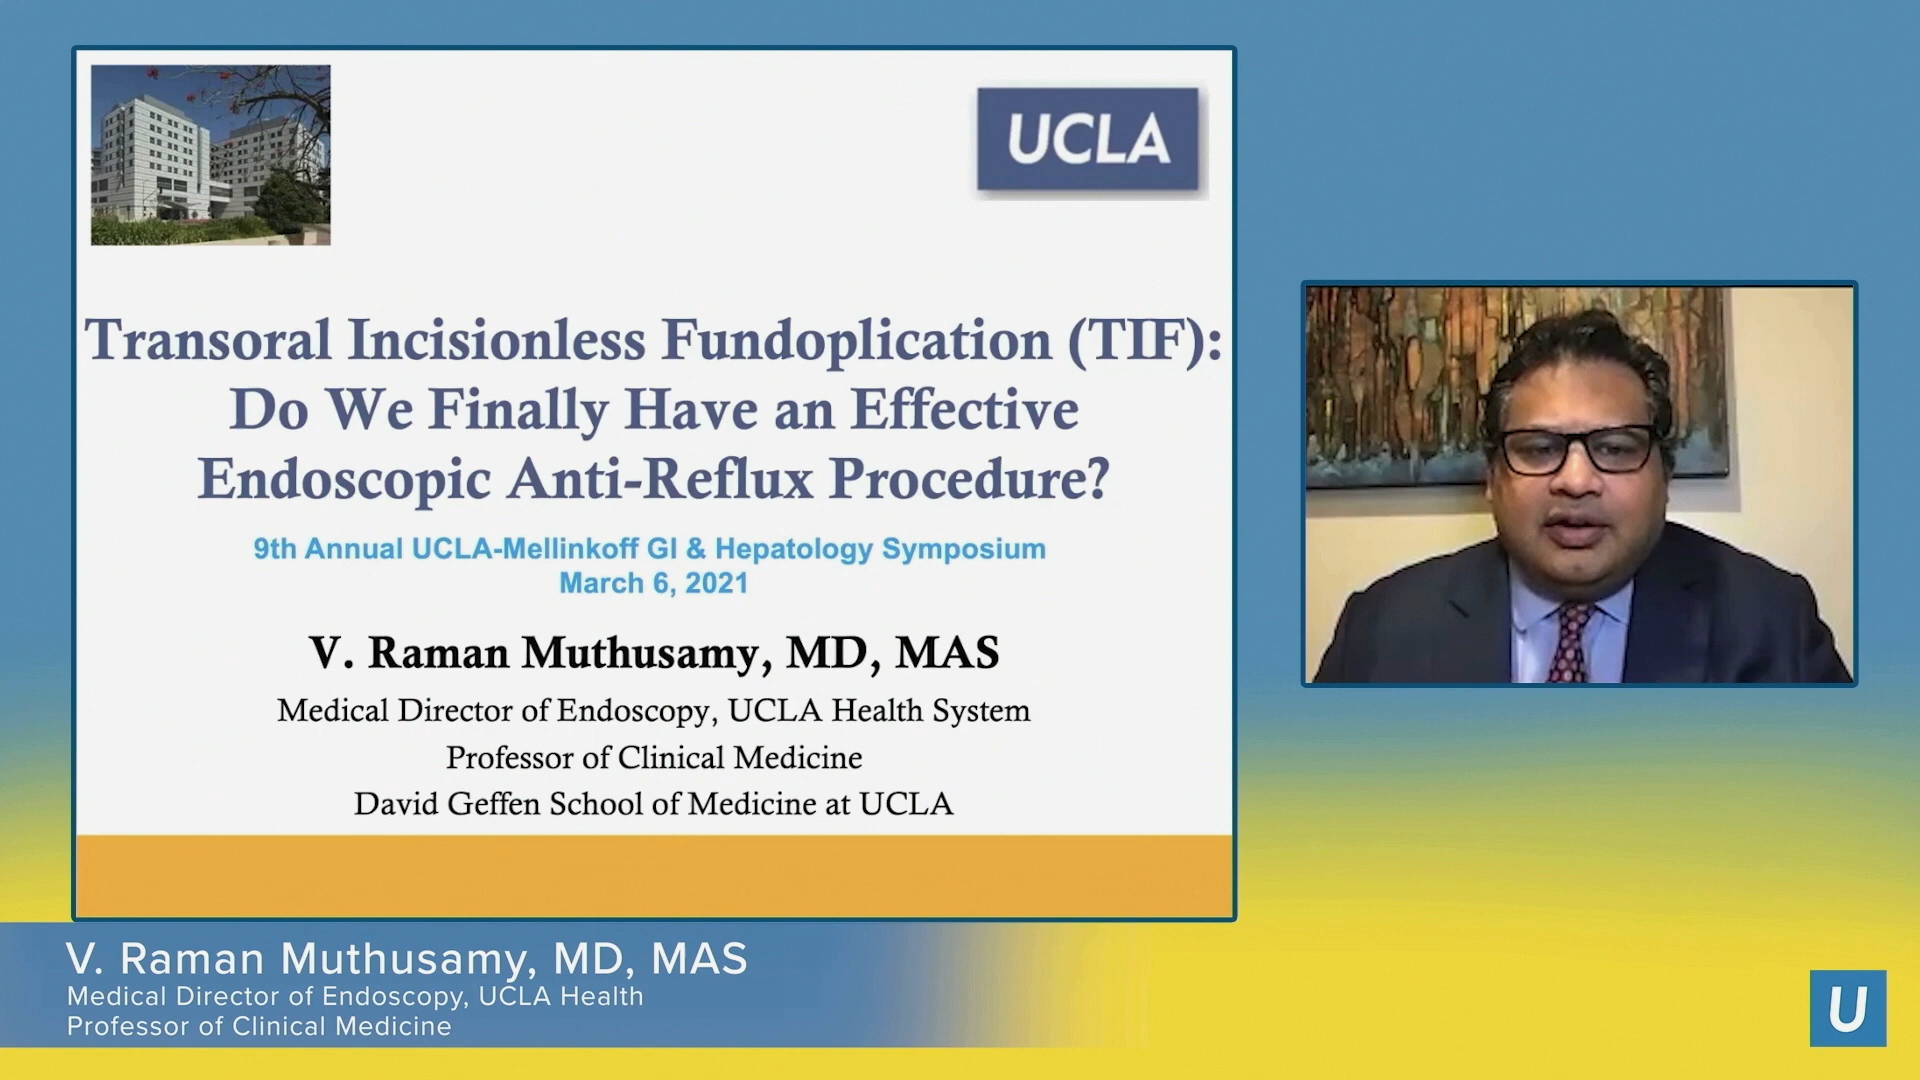 UCLA
Transoral Incisionless Fundoplication (TIF):
Do We Finally Have an Effective
Endoscopic Anti-Reflux Procedure?
9th Annual UCLA-Mellinkoff GI & Hepatology Symposium
March 6, 2021
V. Raman Muthusamy, MD, MAS
Medical Director of Endoscopy, UCLA Health System
Professor of Clinical Medicine
David Geffen School of Medicine at UCLA
V. Raman Muthusamy, MD, MAS
Medical Director of Endoscopy, UCLA Health
Professor of Clinical Medicine
U